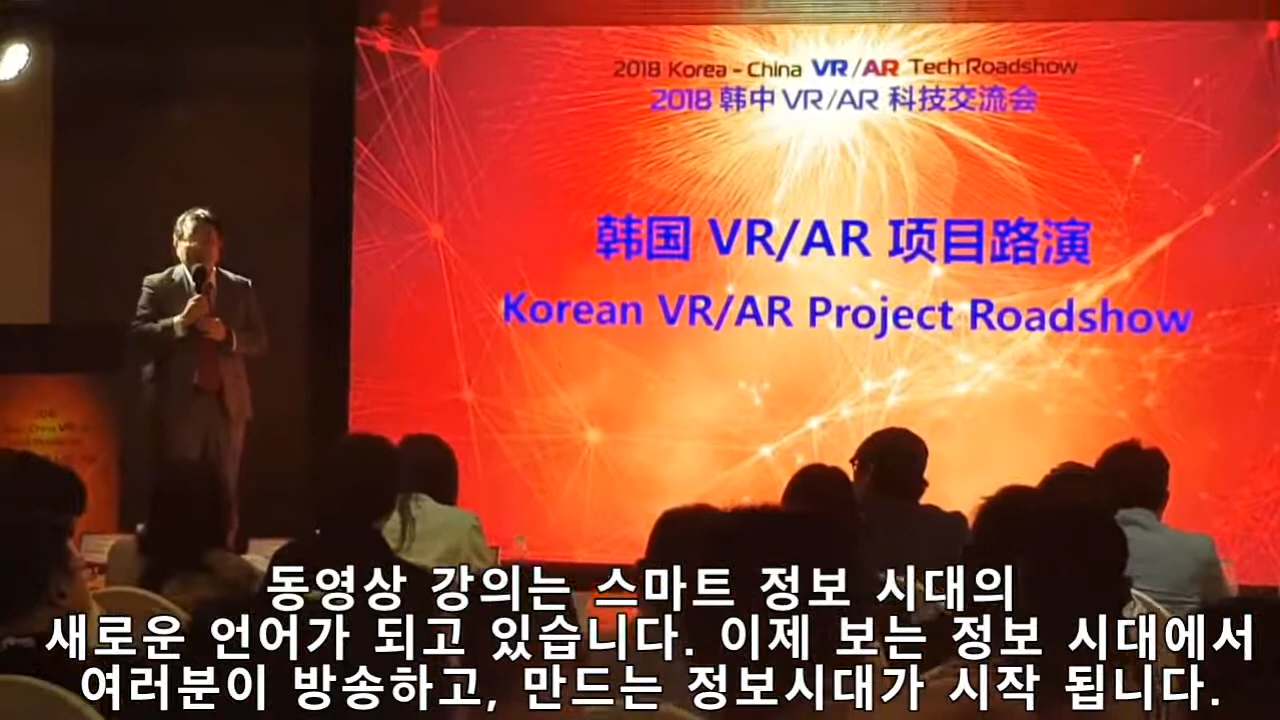 2018 Korea - China VR/AR Tech Roadshow
2018 韩中 VR/AR 科技交流会
韩国 VR/AR 项目路演
Korean VR/AR Project Roadshow
동영상 강의는 스마트 정보 시대의
새로운 언어가 되고 있습니다. 이제 보는 정보 시대에서
여러분이 방송하고, 만드는 정보시대가 시작 됩니다.